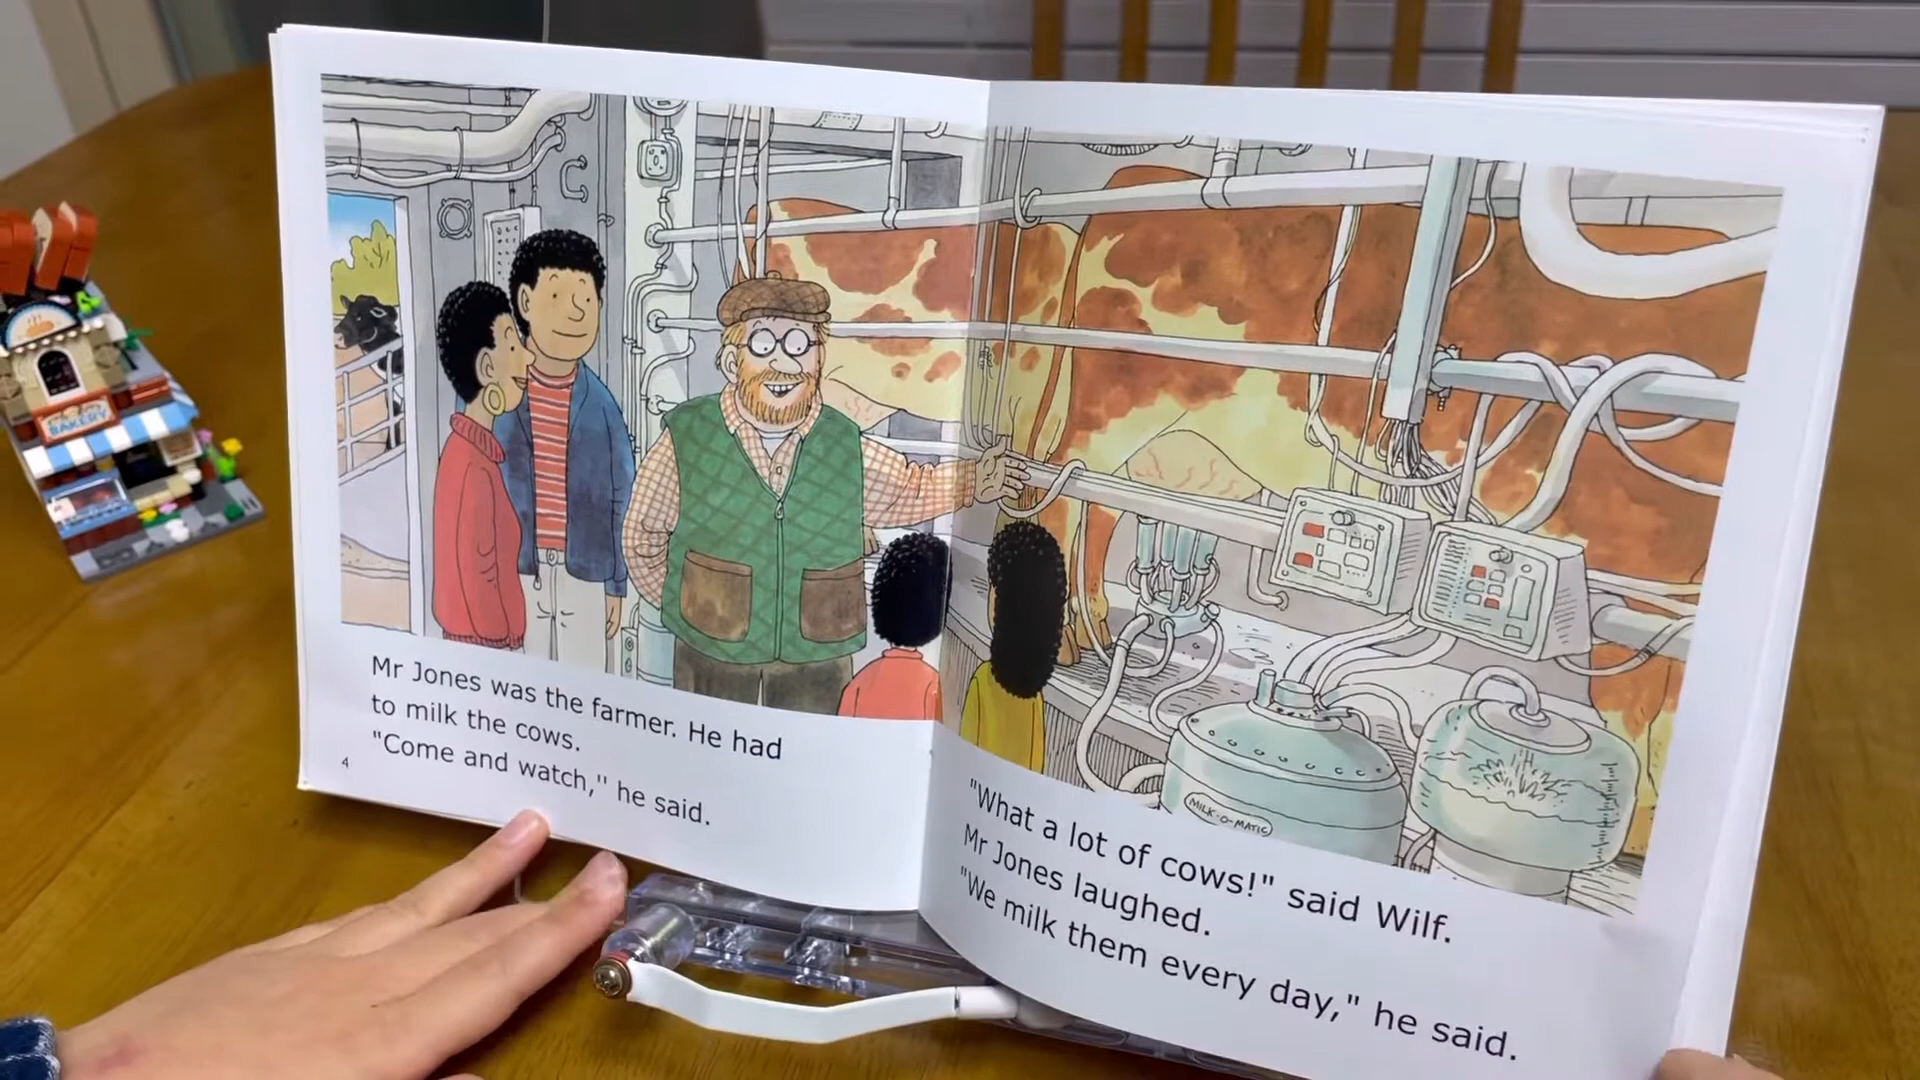 BAKERY
Mr Jones was the farmer. He had
to milk the cows.
"Come and watch," he said.
4
MILK-O-MATIC
"What a lot of cows!" said Wilf.
Mr Jones laughed.
"We milk them every day," he said.